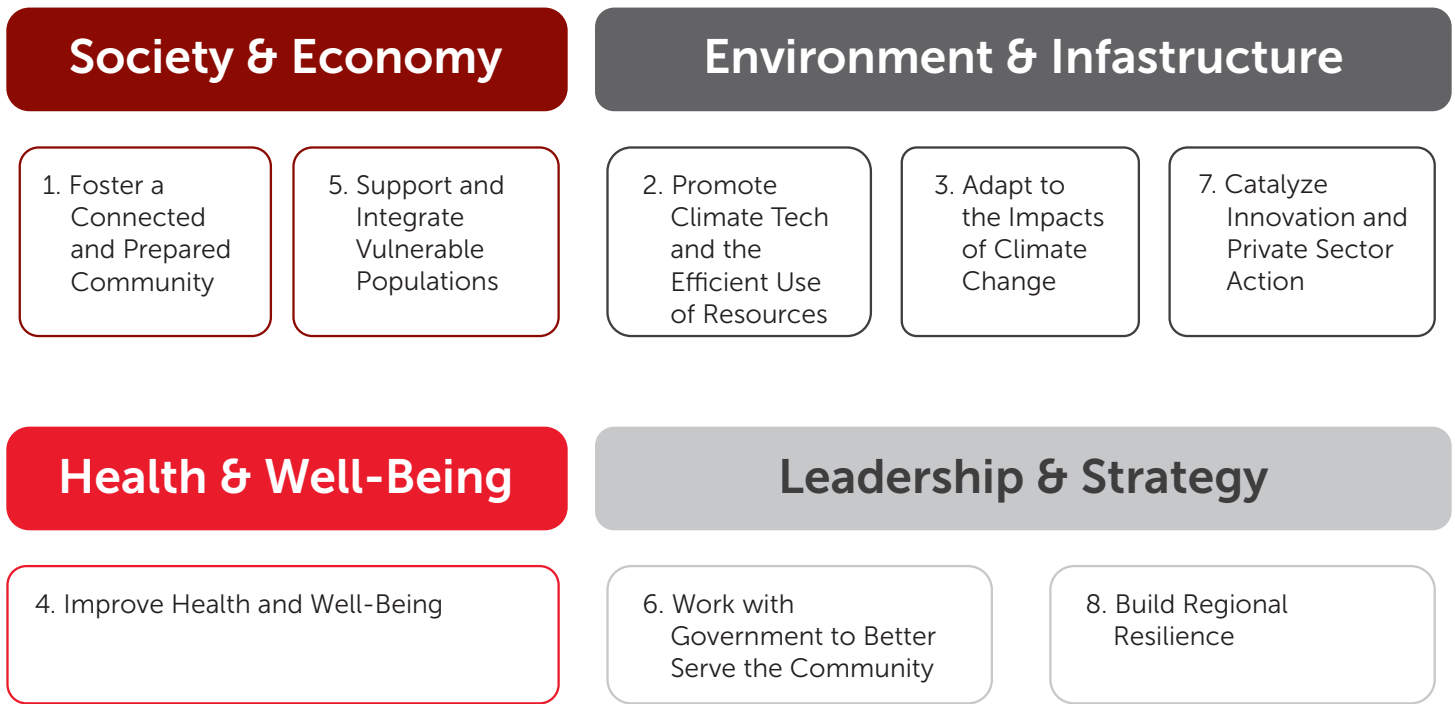 Society & Economy
1. Foster a
Connected
and Prepared
Community
5. Support and
Integrate
Vulnerable
Populations
Environment & Infastructure
2. Promote
Climate Tech
and the
Efficient Use
of Resources
3. Adapt to
the Impacts
of Climate
Change
7. Catalyze
Innovation and
Private Sector
Action
Health & Well-Being
4. Improve Health and Well-Being
Leadership & Strategy
6. Work with
Government to Better
Serve the Community
8. Build Regional
Resilience